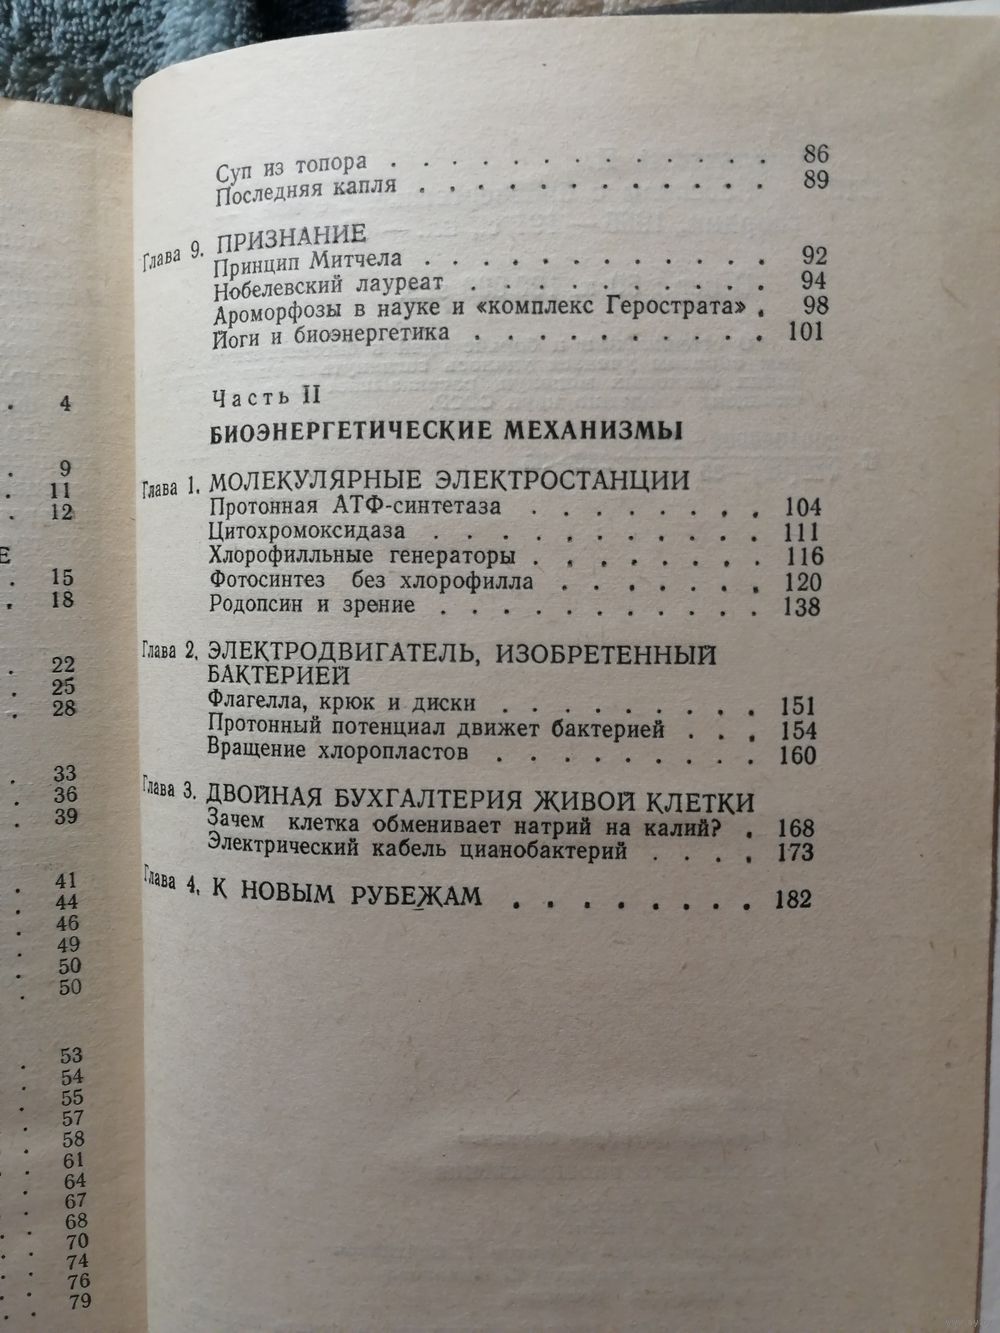 4
9
11
12
Е
15
18
22
25
28
33
36
39
41
44
46
49
50
50
53
54
55
57
58
61
64
67
68
70
74
76
79
Суп из топора . . . . . . . . . . . . . 86
Последняя капля . . . . . . . . . . . . 89
Глава 9. ПРИЗНАНИЕ
Принцип Митчела . . . . . . . . . . . . 92
Нобелевский лауреат . . . . . . . . . . 94
Ароморфозы в науке и «комплекс Герострата» . 98
Йоги и биоэнергетика . . . . . . . . . . 101
Часть II
БИОЭНЕРГЕТИЧЕСКИЕ МЕХАНИЗМЫ
Глава 1. МОЛЕКУЛЯРНЫЕ ЭЛЕКТРОСТАНЦИИ
Протонная АТФ-синтетаза . . . . . . . . 104
Цитохромоксидаза . . . . . . . . . . . . 111
Хлорофилльные генераторы . . . . . . . . 116
Фотосинтез без хлорофилла . . . . . . . 120
Родопсин и зрение . . . . . . . . . . . 138
Глава 2. ЭЛЕКТРОДВИГАТЕЛЬ, ИЗОБРЕТЕННЫЙ
БАКТЕРИЕЙ
Флагелла, крюк и диски . . . . . . . . . 151
Протонный потенциал движет бактерией . . . 154
Вращение хлоропластов . . . . . . . . . 160
Глава 3. ДВОЙНАЯ БУХГАЛТЕРИЯ ЖИВОЙ КЛЕТКИ
Зачем клетка обменивает натрий на калий? . 168
Электрический кабель цианобактерий . . . . 173
Глава 4. К НОВЫМ РУБЕЖАМ . . . . . . . . 182